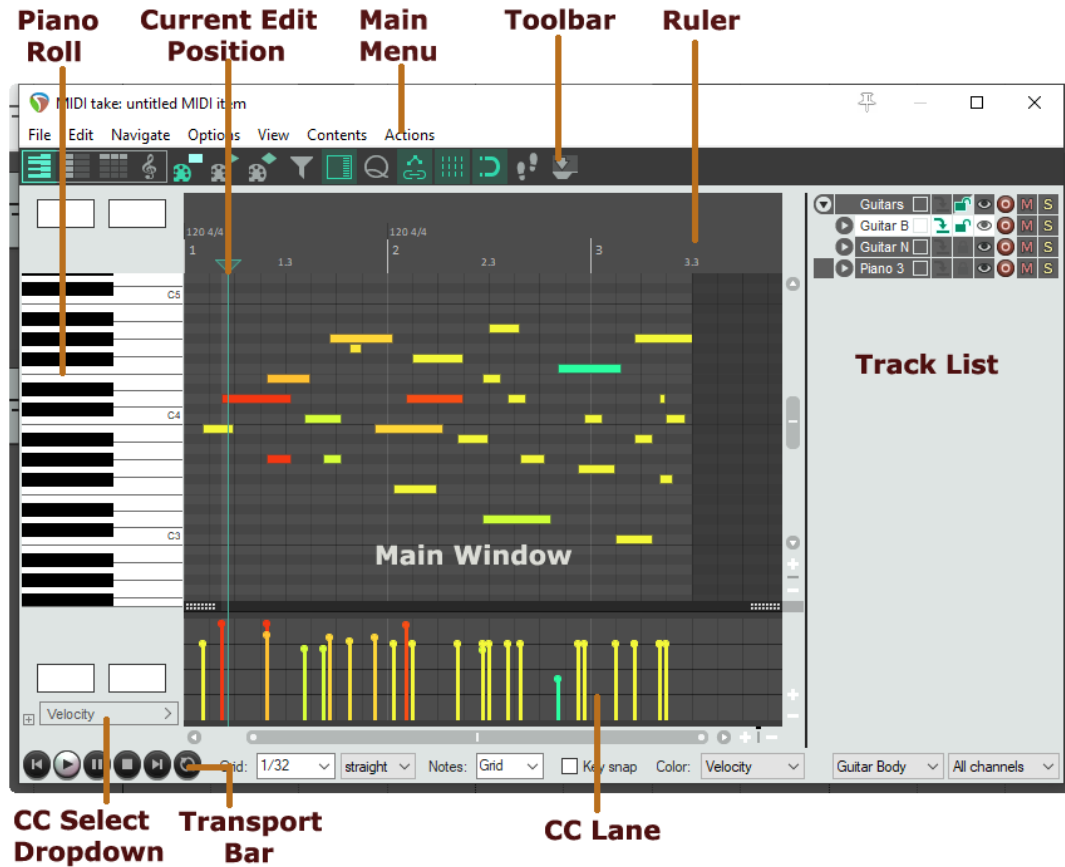 Piano
Roll
Current Edit
Position
Main
Menu
Toolbar
Ruler
MIDI take: untitled MIDI item
File Edit Navigate Options View Contents Actions
120 4/4
120 4/4
1
1.3
2
2.3
3
3.3
Guitars M S
Guitar B M S
Guitar N M S
Piano 3 M S
C5
C4
C3
Track List
Main Window
Velocity
Grid: 1/32 straight Notes: Grid Key snap Color: Velocity Guitar Body All channels
CC Select
Dropdown
Transport
Bar
CC Lane